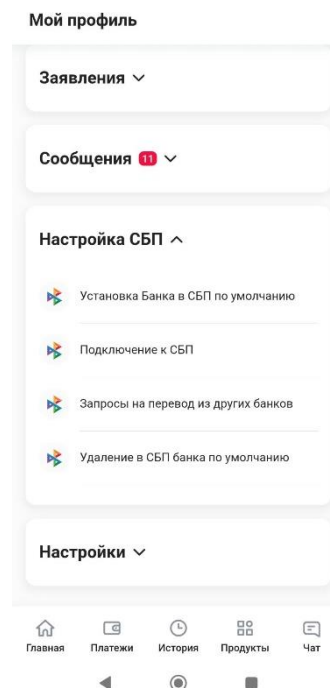 Мой профиль
Заявления
Сообщения 11
Настройка СБП
Установка Банка в СБП по умолчанию
Подключение к СБП
Запросы на перевод из других банков
Удаление в СБП банка по умолчанию
Настройки
Главная Платежи История Продукты Чат